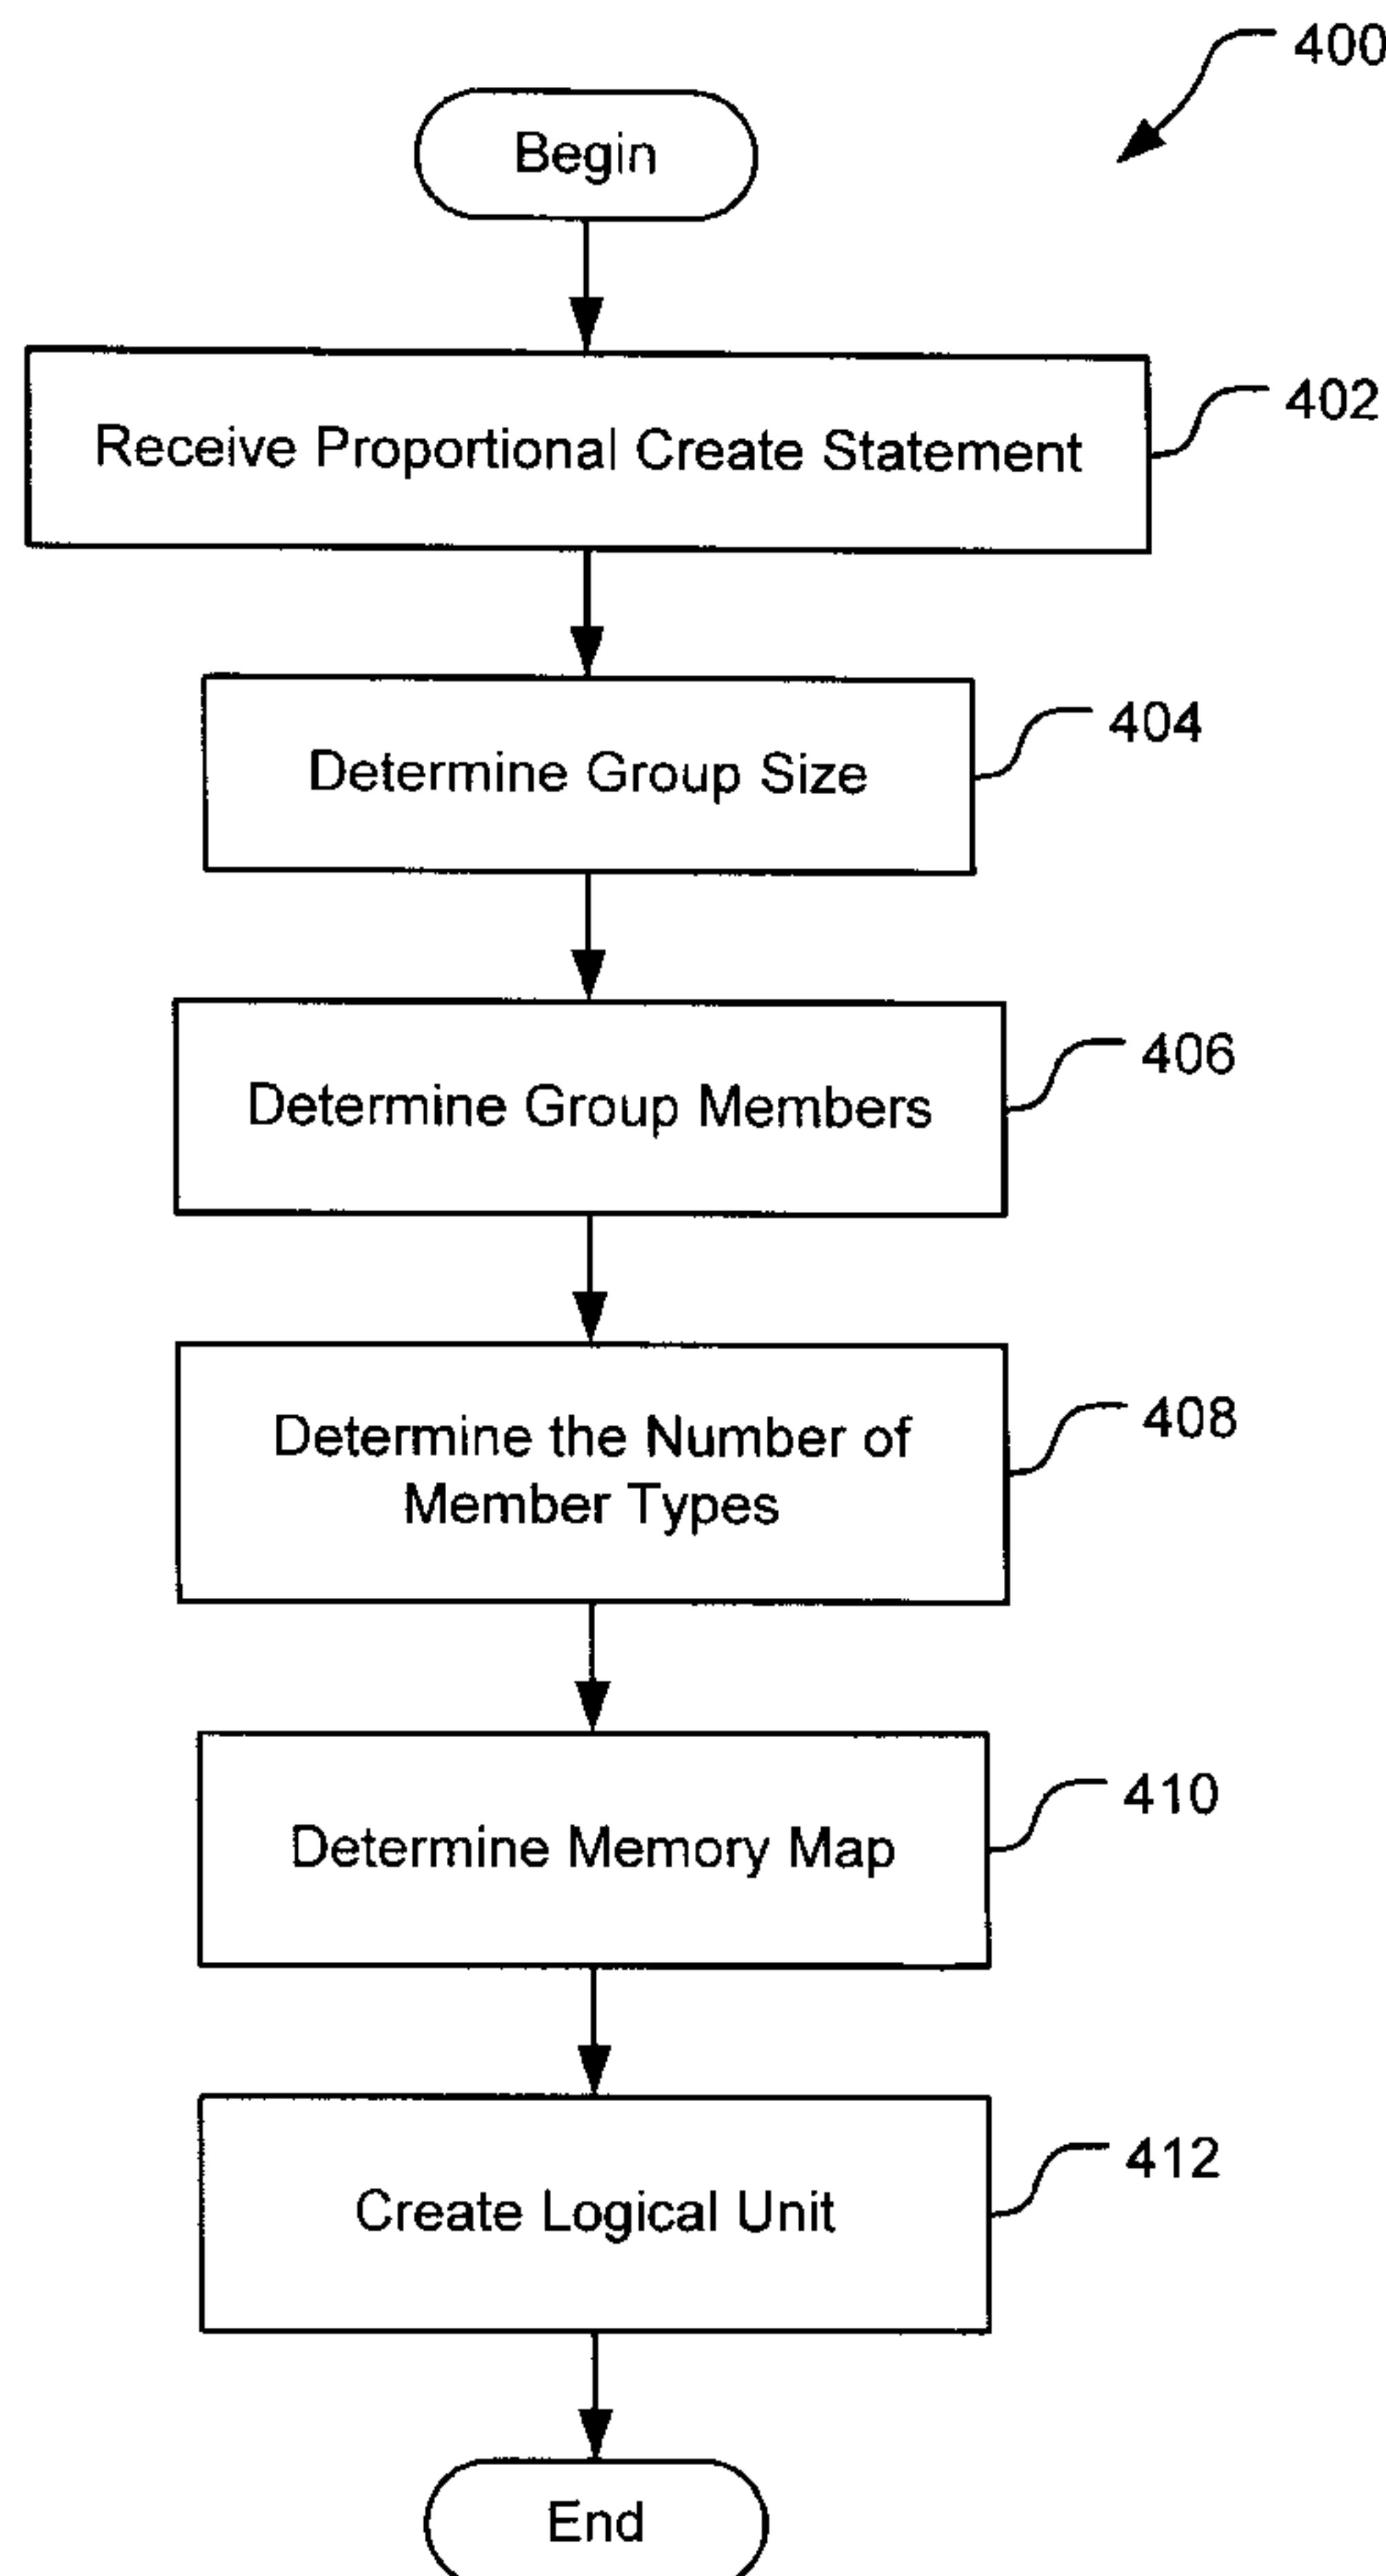 400
Begin
Receive Proportional Create Statement
402
Determine Group Size
404
Determine Group Members
406
Determine the Number of
Member Types
408
Determine Memory Map
410
Create Logical Unit
412
End